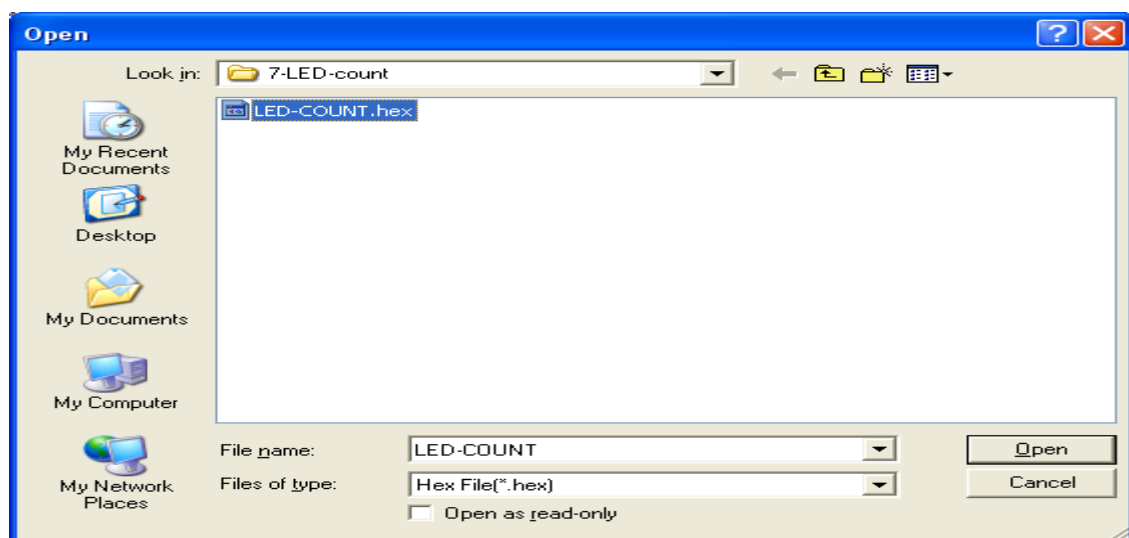 Open
Look in: 7-LED-count
LED-COUNT.hex
My Recent
Documents
Desktop
My Documents
My Computer
My Network
Places
File name: LED-COUNT Open
Files of type: Hex File(*.hex) Cancel
Open as read-only